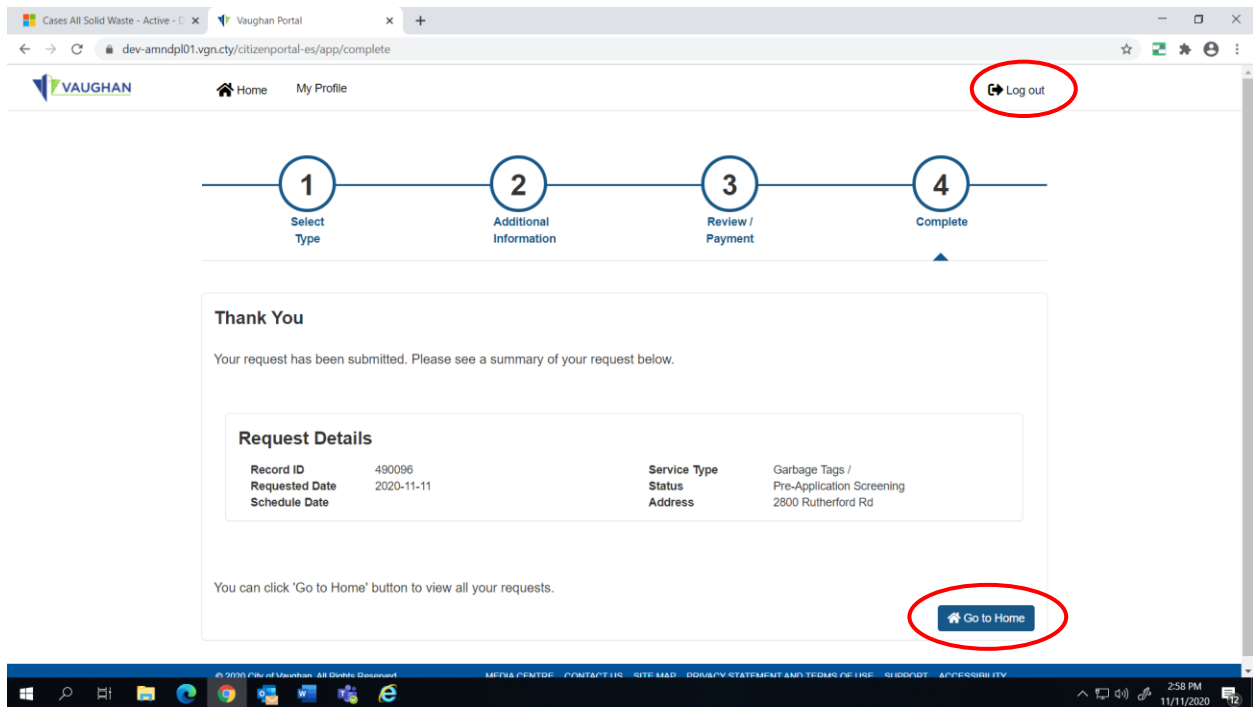 Cases All Solid Waste - Active - D
Vaughan Portal
dev-amndpl01.vgn.cty/citizenportal-es/app/complete
VAUGHAN
Home My Profile
Log out
1 2 3 4
Select Type
Additional Information
Review / Payment
Complete
Thank You
Your request has been submitted. Please see a summary of your request below.
Request Details
Record ID 490096 Service Type Garbage Tags /
Requested Date 2020-11-11 Status Pre-Application Screening
Schedule Date Address 2800 Rutherford Rd
You can click 'Go to Home' button to view all your requests.
Go to Home
© 2020 City of Vaughan. All Rights Reserved MEDIA CENTRE CONTACT US SITE MAP PRIVACY STATEMENT AND TERMS OF USE SUPPORT ACCESSIBILITY
2:58 PM
11/11/2020
12